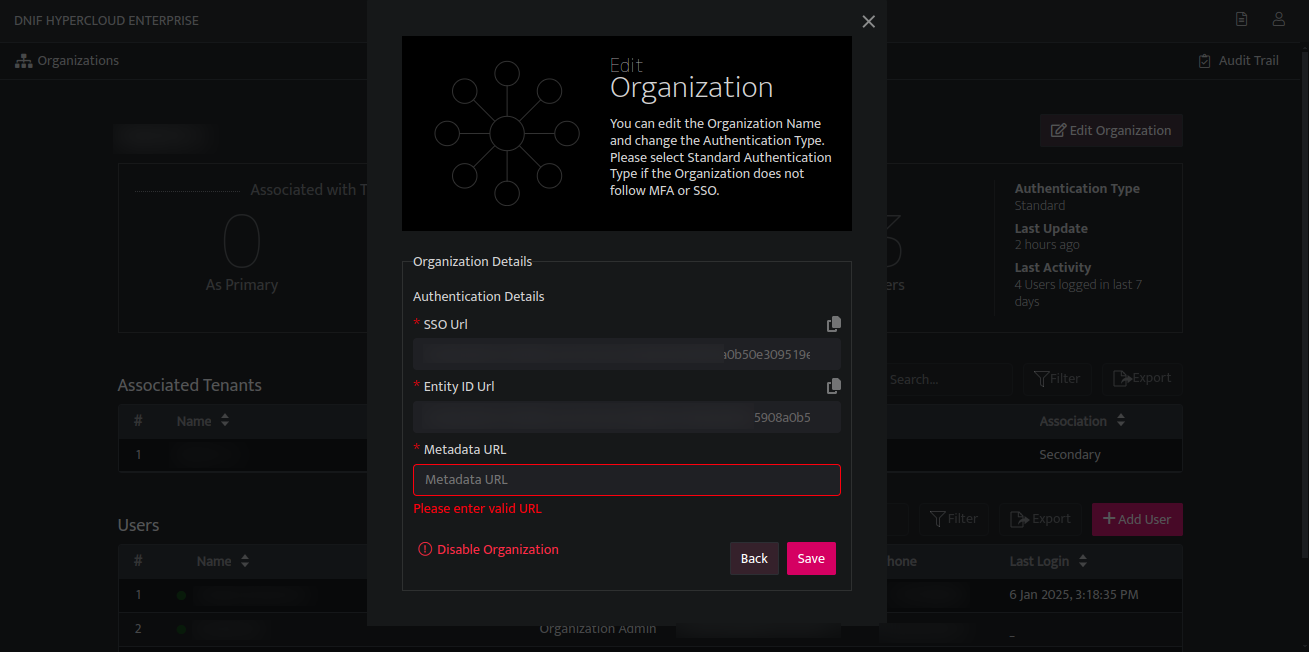 DNIF HYPERCLOUD ENTERPRISE
Organizations
Audit Trail
Edit
Organization
You can edit the Organization Name
and change the Authentication Type.
Please select Standard Authentication
Type if the Organization does not
follow MFA or SSO.
Edit Organization
Associated with T
0
As Primary
ers
Authentication Type
Standard
Last Update
2 hours ago
Last Activity
4 Users logged in last 7
days
Organization Details
Authentication Details
* SSO Url
a0b50e309519e
* Entity ID Url
5908a0b5
* Metadata URL
Metadata URL
Please enter valid URL
Disable Organization
Back
Save
Associated Tenants
Search...
Filter
Export
# Name Association
1 Secondary
Users
Filter
Export
+ Add User
# Name hone Last Login
1 6 Jan 2025, 3:18:35 PM
2 Organization Admin _